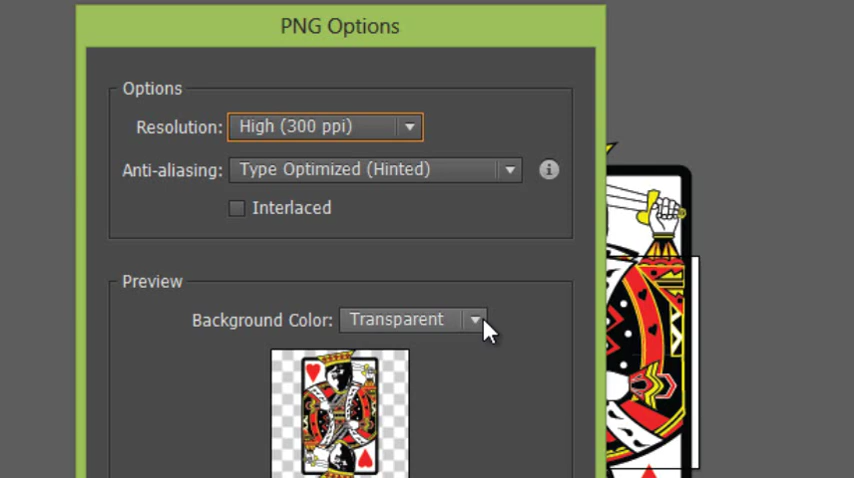 PNG Options
Options
Resolution: High (300 ppi)
Anti-aliasing: Type Optimized (Hinted)
Interlaced
Preview
Background Color: Transparent